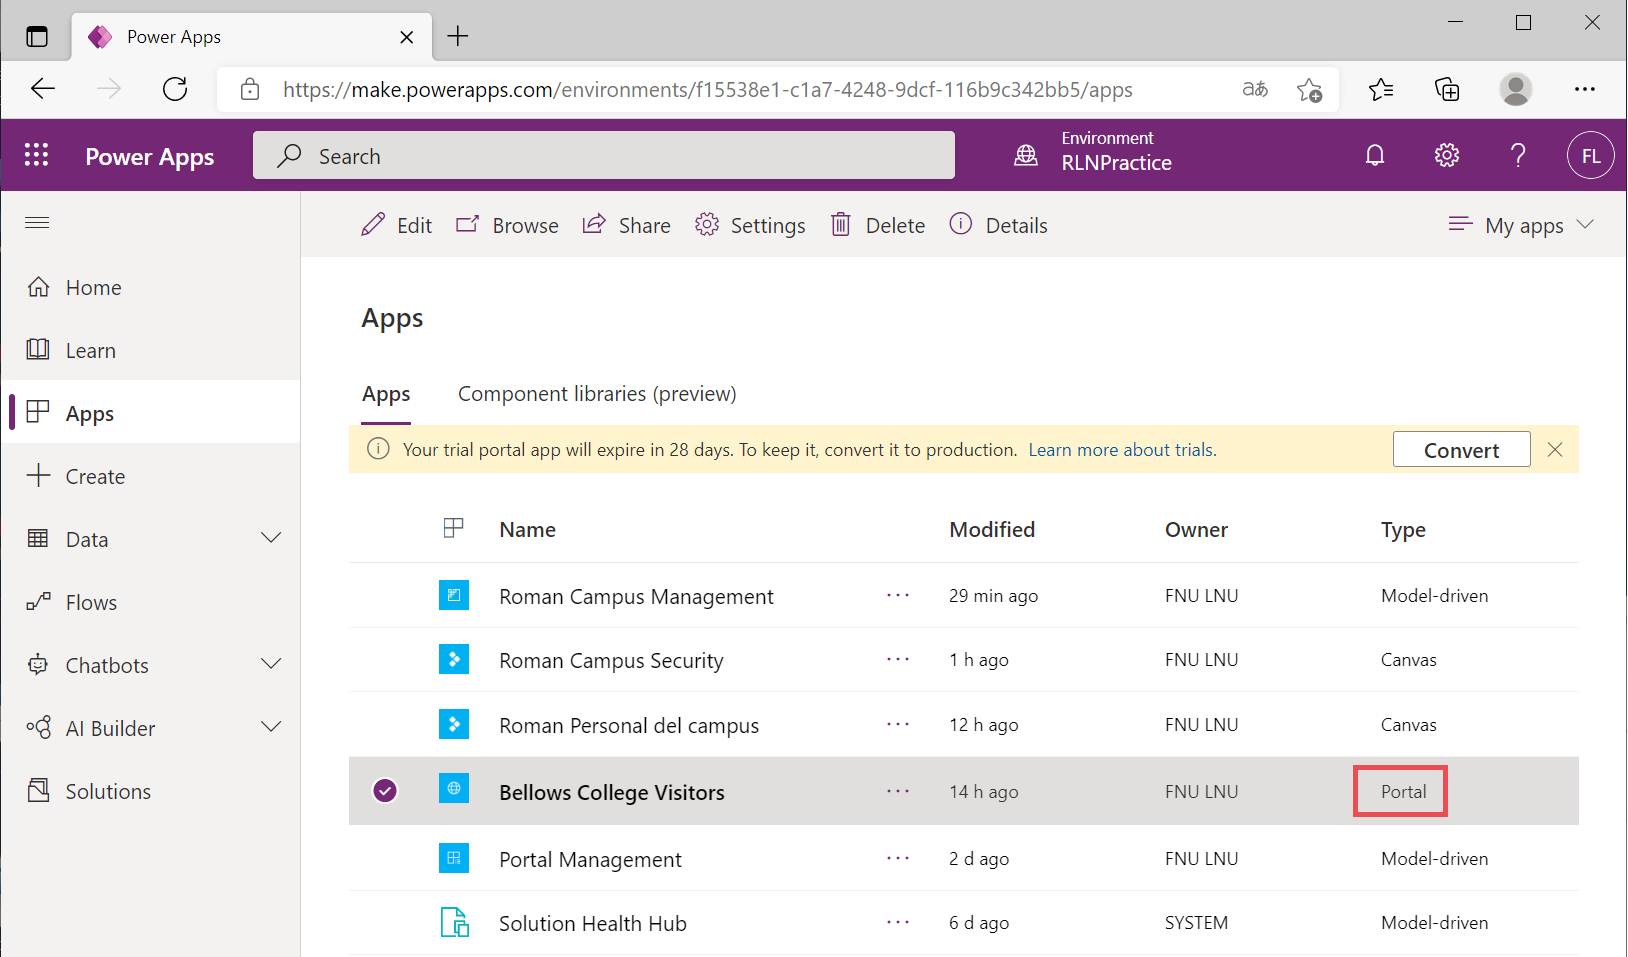 Power Apps
https://make.powerapps.com/environments/f15538e1-c1a7-4248-9dcf-116b9c342bb5/apps
aあ
Power Apps
Search
Environment
RLNPractice
FL
Edit
Browse
Share
Settings
Delete
Details
My apps
Home
Learn
Apps
Create
Data
Flows
Chatbots
AI Builder
Solutions
Apps
Apps Component libraries (preview)
Your trial portal app will expire in 28 days. To keep it, convert it to production. Learn more about trials. Convert
Name Modified Owner Type
Roman Campus Management ··· 29 min ago FNU LNU Model-driven
Roman Campus Security ··· 1 h ago FNU LNU Canvas
Roman Personal del campus ··· 12 h ago FNU LNU Canvas
Bellows College Visitors ··· 14 h ago FNU LNU Portal
Portal Management ··· 2 d ago FNU LNU Model-driven
Solution Health Hub ··· 6 d ago SYSTEM Model-driven